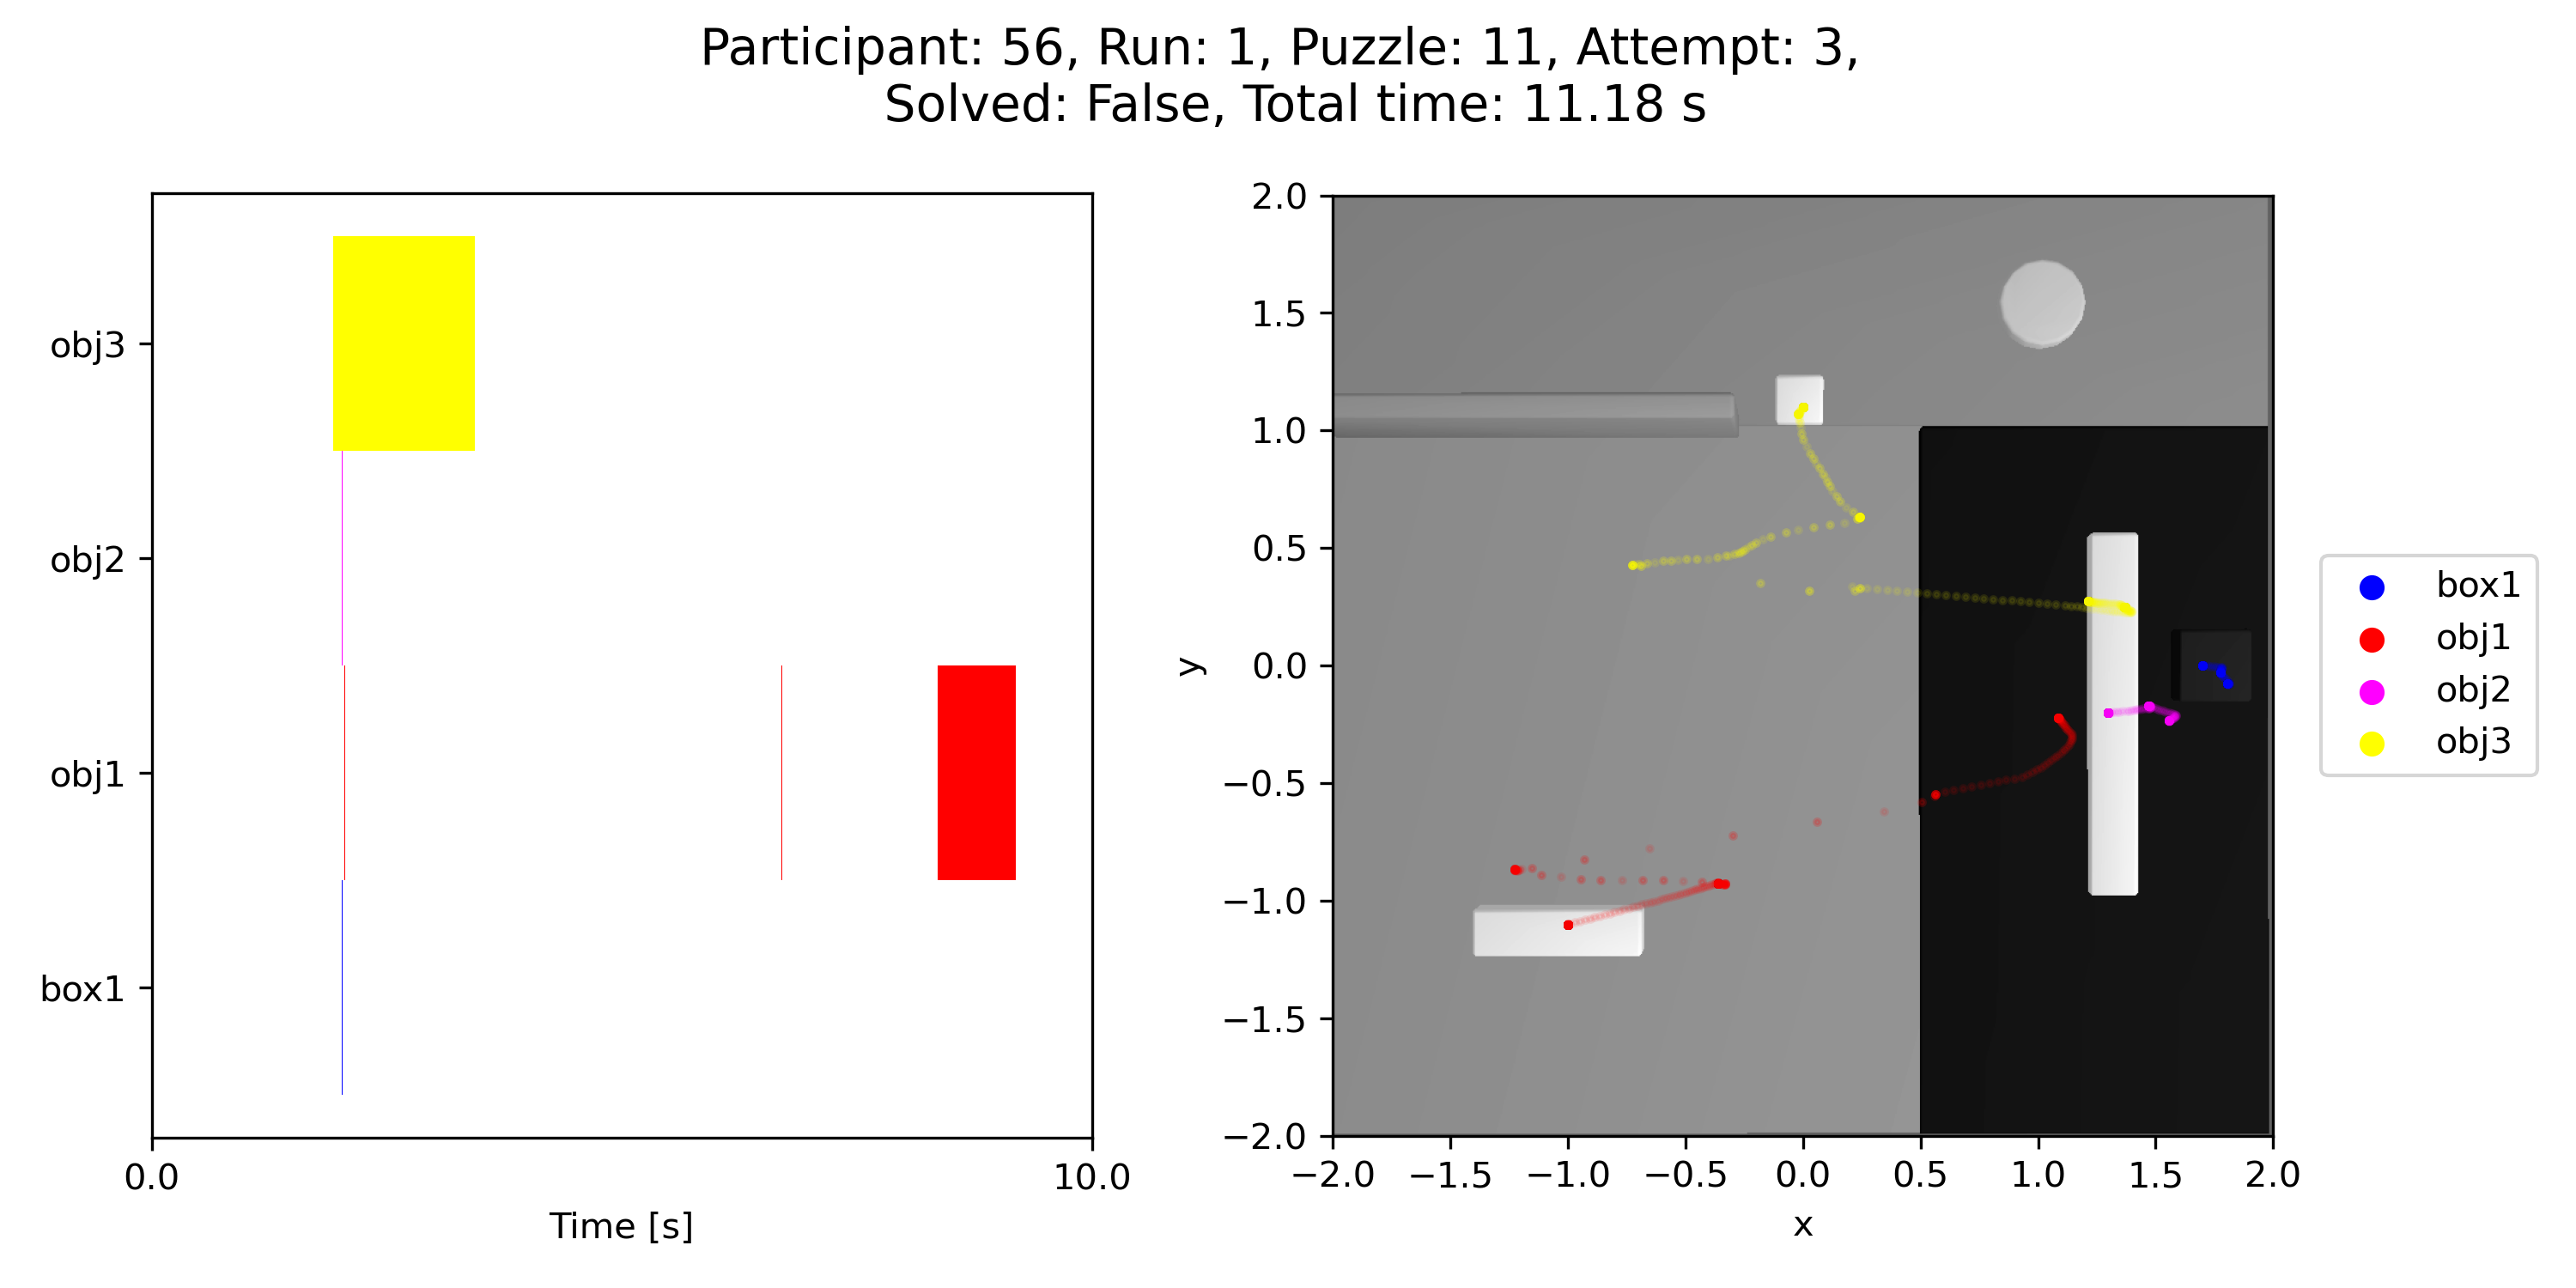 Participant: 56, Run: 1, Puzzle: 11, Attempt: 3,
Solved: False, Total time: 11.18 s
obj3
obj2
obj1
box1
0.0
10.0
Time [s]
2.0
1.5
1.0
0.5
0.0
−0.5
−1.0
−1.5
−2.0
y
−2.0
−1.5
−1.0
−0.5
0.0
0.5
1.0
1.5
2.0
x
box1
obj1
obj2
obj3